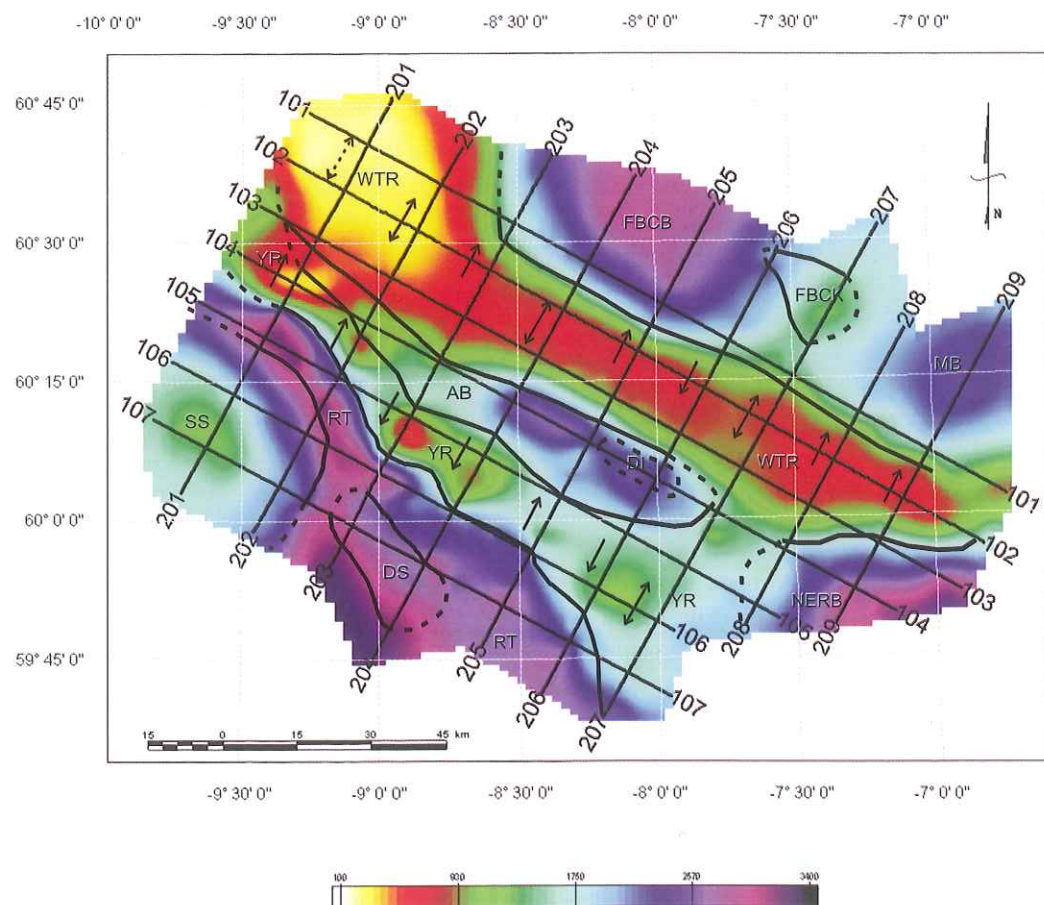 -10° 0' 0" -9° 30' 0" -9° 0' 0" -8° 30' 0" -8° 0' 0" -7° 30' 0" -7° 0' 0"
60° 45' 0"
60° 30' 0"
60° 15' 0"
60° 0' 0"
59° 45' 0"
101 201
102 202
103 203
104 204
105 205
106 206
107 207
208
209
N
WTR
FBCB
YR
FBCK
MB
AB
SS
RT
YR
DI
WTR
101
102
103
104
201
202
203
DS
204
205
RT
YR
106
106
NERB
208
209
107
206
207
15 0 15 30 45 km
-9° 30' 0" -9° 0' 0" -8° 30' 0" -8° 0' 0" -7° 30' 0" -7° 0' 0"
100 1750 2570 3400